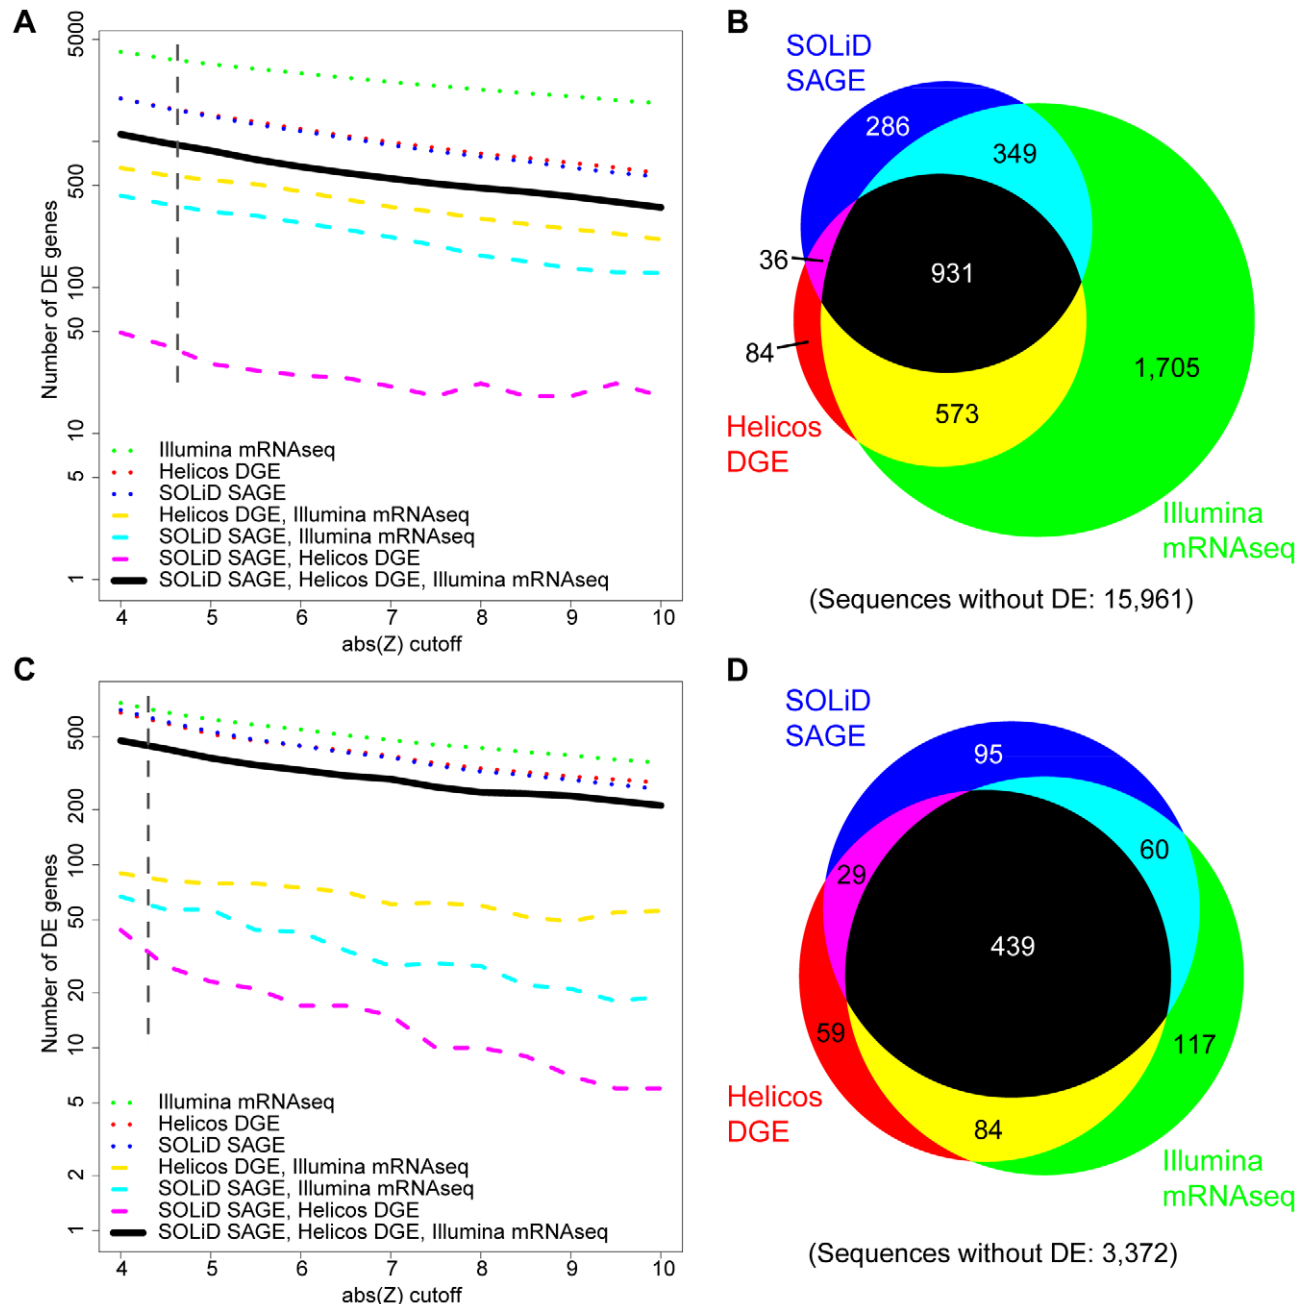 A
Number of DE genes
5000
500
100
50
10
5
1
Illumina mRNAseq
Helicos DGE
SOLiD SAGE
Helicos DGE, Illumina mRNAseq
SOLiD SAGE, Illumina mRNAseq
SOLiD SAGE, Helicos DGE
SOLiD SAGE, Helicos DGE, Illumina mRNAseq
4 5 6 7 8 9 10
abs(Z) cutoff
B
SOLiD
SAGE
286
349
36
931
84
1,705
573
Helicos
DGE
Illumina
mRNAseq
(Sequences without DE: 15,961)
C
Number of DE genes
500
200
100
50
20
10
5
2
1
Illumina mRNAseq
Helicos DGE
SOLiD SAGE
Helicos DGE, Illumina mRNAseq
SOLiD SAGE, Illumina mRNAseq
SOLiD SAGE, Helicos DGE
SOLiD SAGE, Helicos DGE, Illumina mRNAseq
4 5 6 7 8 9 10
abs(Z) cutoff
D
SOLiD
SAGE
95
60
29
439
59
117
84
Helicos
DGE
Illumina
mRNAseq
(Sequences without DE: 3,372)